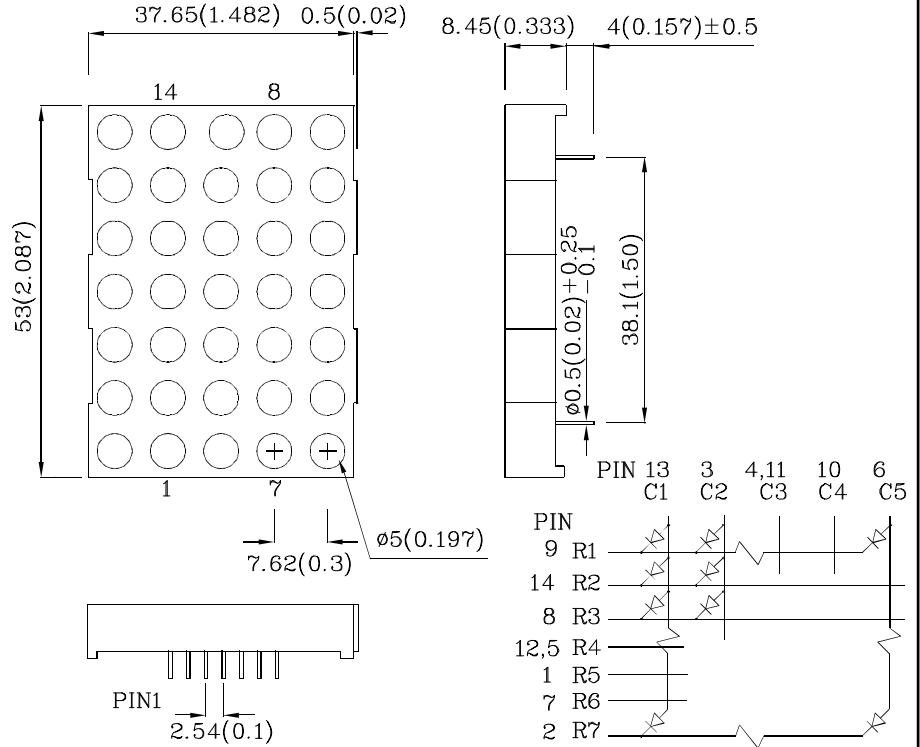 37.65(1.482)
0.5(0.02)
8.45(0.333)
4(0.157)±0.5
14
8
53(2.087)
ø0.5(0.02)+0.25
−0.1
38.1(1.50)
1
7
ø5(0.197)
7.62(0.3)
PIN1
2.54(0.1)
PIN 13 3 4,11 10 6
C1 C2 C3 C4 C5
PIN
9 R1
14 R2
8 R3
12,5 R4
1 R5
7 R6
2 R7